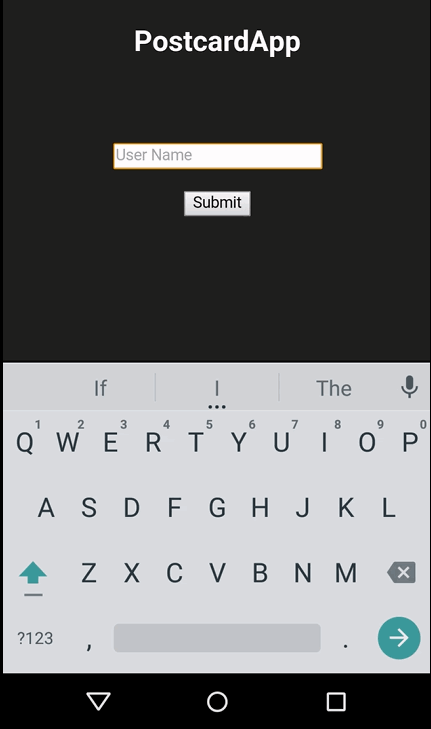 PostcardApp
User Name
Submit
If I The
1 2 3 4 5 6 7 8 9 0
Q W E R T Y U I O P
A S D F G H J K L
Z X C V B N M
?123 , .